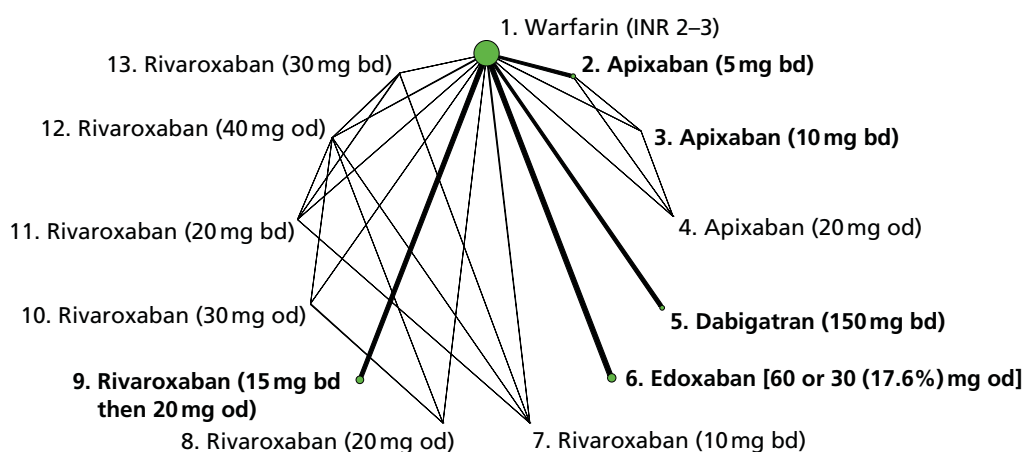 1. Warfarin (INR 2–3)
2. Apixaban (5 mg bd)
3. Apixaban (10 mg bd)
4. Apixaban (20 mg od)
5. Dabigatran (150 mg bd)
6. Edoxaban [60 or 30 (17.6%) mg od]
7. Rivaroxaban (10 mg bd)
8. Rivaroxaban (20 mg od)
9. Rivaroxaban (15 mg bd
then 20 mg od)
10. Rivaroxaban (30 mg od)
11. Rivaroxaban (20 mg bd)
12. Rivaroxaban (40 mg od)
13. Rivaroxaban (30 mg bd)